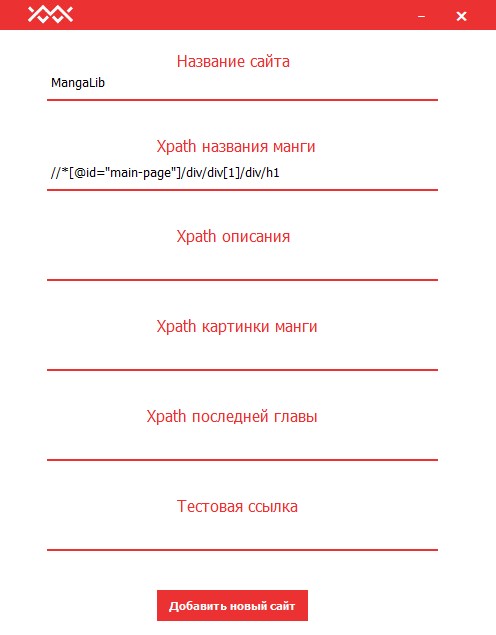 Название сайта
MangaLib
Xpath названия манги
//*[@id="main-page"]/div/div[1]/div/h1
Xpath описания
Xpath картинки манги
Xpath последней главы
Тестовая ссылка
Добавить новый сайт